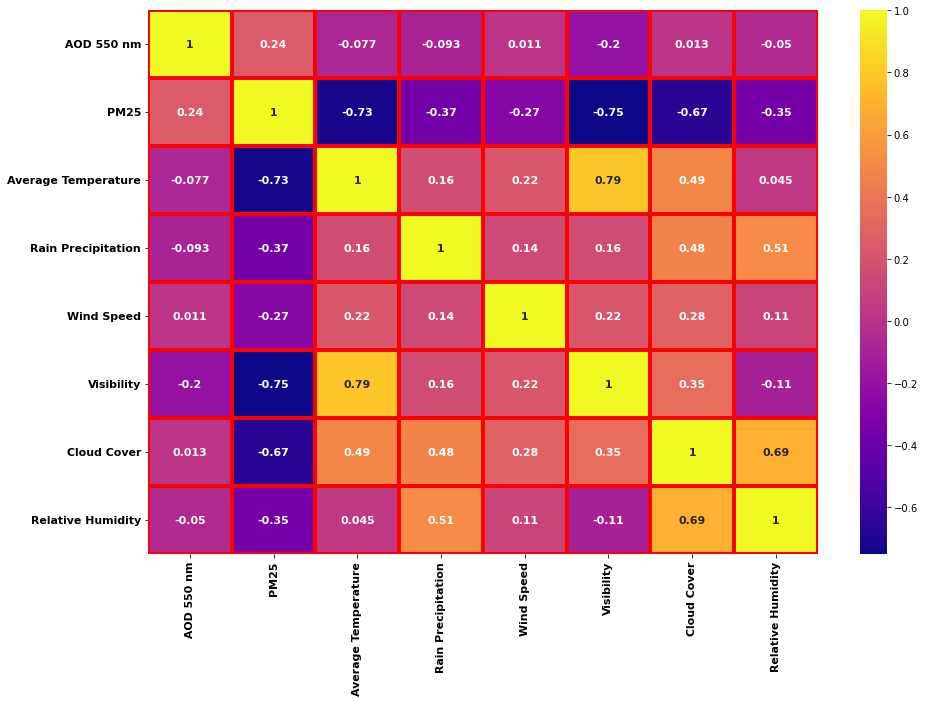 AOD 550 nm 1 0.24 -0.077 -0.093 0.011 -0.2 0.013 -0.05
PM25 0.24 1 -0.73 -0.37 -0.27 -0.75 -0.67 -0.35
Average Temperature -0.077 -0.73 1 0.16 0.22 0.79 0.49 0.045
Rain Precipitation -0.093 -0.37 0.16 1 0.14 0.16 0.48 0.51
Wind Speed 0.011 -0.27 0.22 0.14 1 0.22 0.28 0.11
Visibility -0.2 -0.75 0.79 0.16 0.22 1 0.35 -0.11
Cloud Cover 0.013 -0.67 0.49 0.48 0.28 0.35 1 0.69
Relative Humidity -0.05 -0.35 0.045 0.51 0.11 -0.11 0.69 1
AOD 550 nm
PM25
Average Temperature
Rain Precipitation
Wind Speed
Visibility
Cloud Cover
Relative Humidity
1.0
0.8
0.6
0.4
0.2
0.0
−0.2
−0.4
−0.6